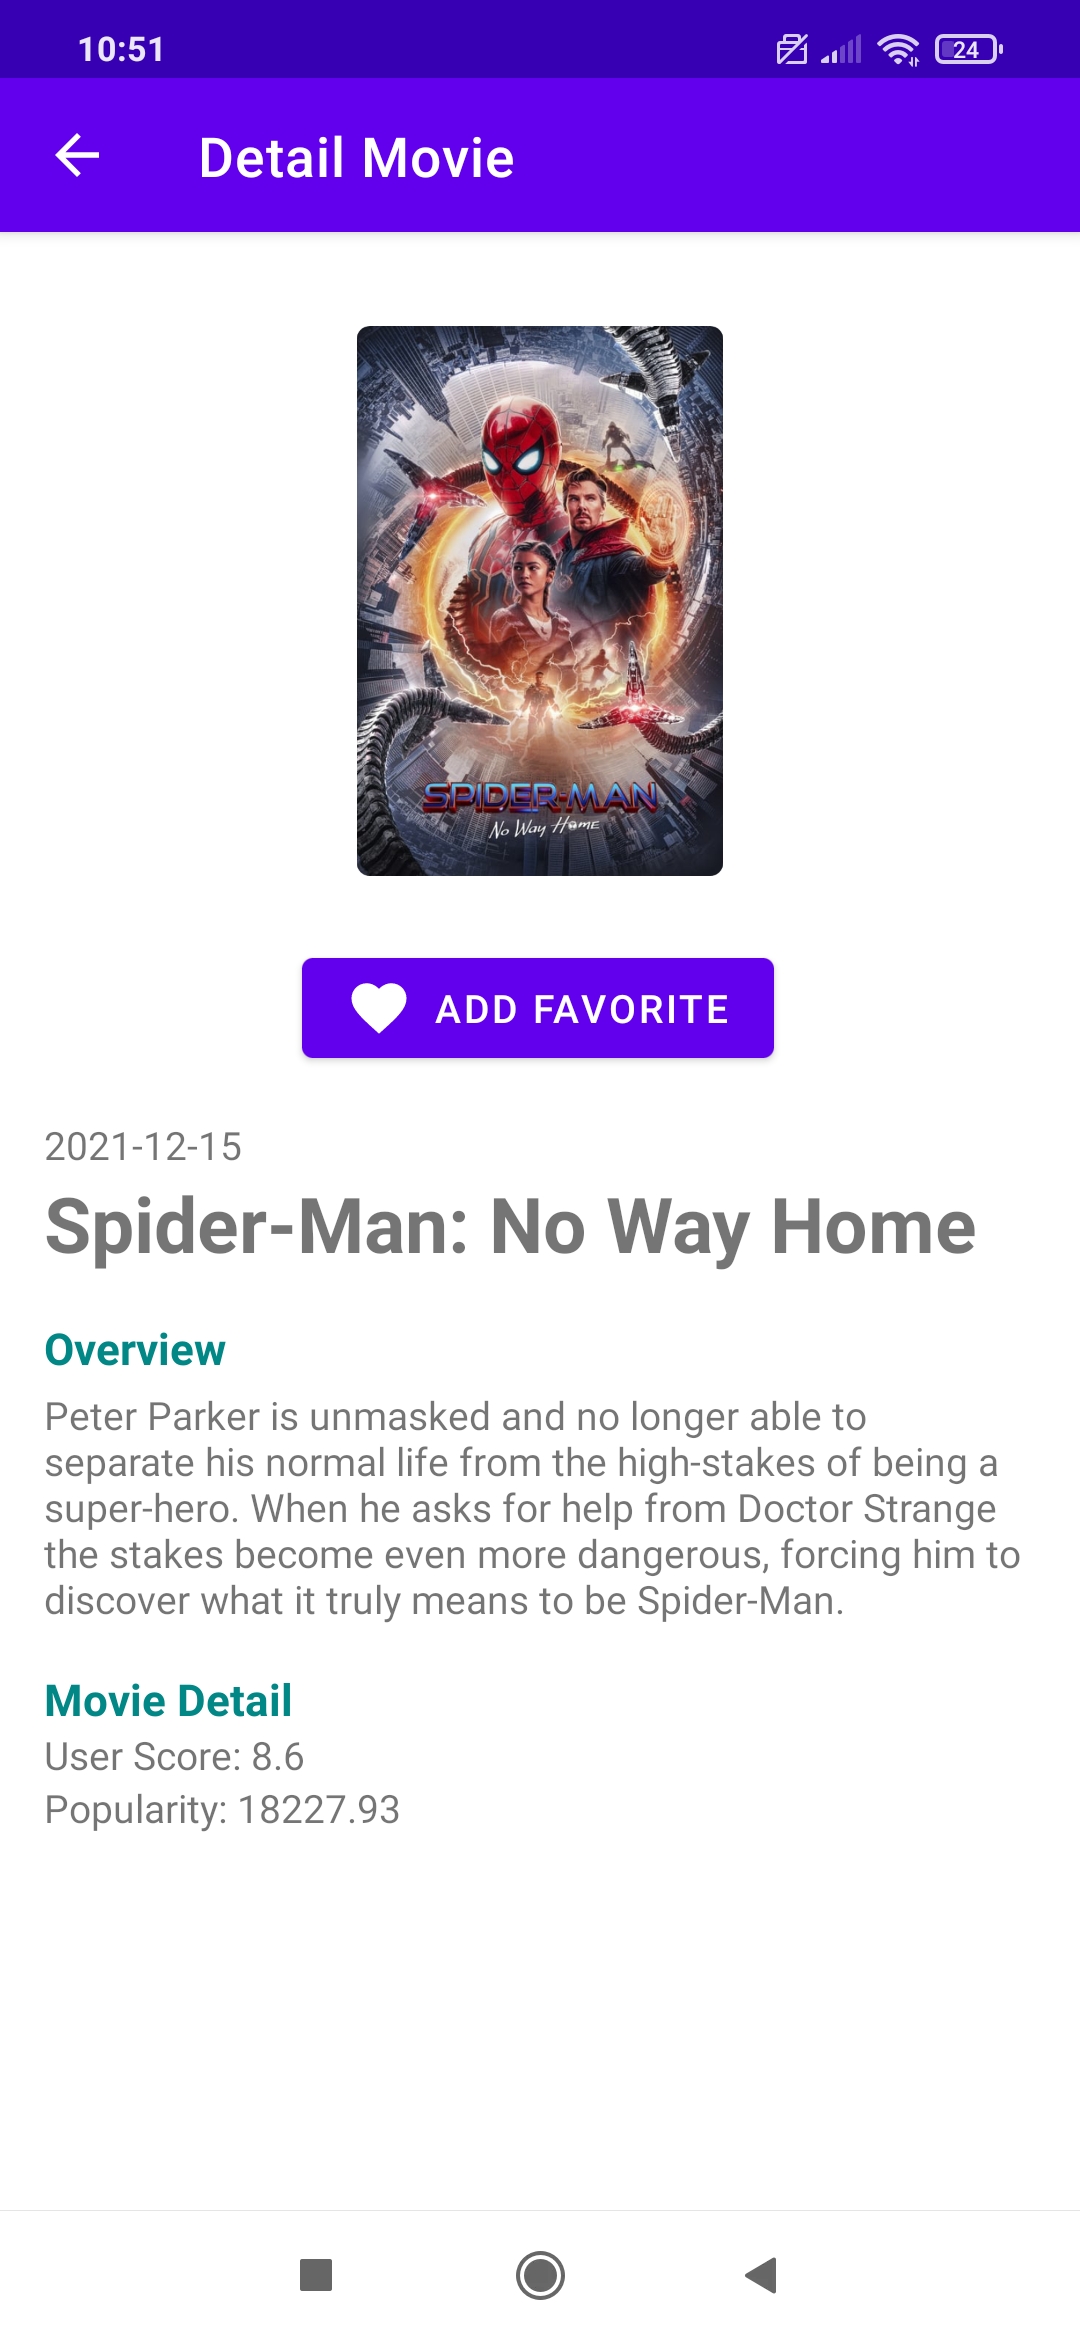 10:51
24
Detail Movie
SPIDER-MAN
No Way Home
ADD FAVORITE
2021-12-15
Spider-Man: No Way Home
Overview
Peter Parker is unmasked and no longer able to
separate his normal life from the high-stakes of being a
super-hero. When he asks for help from Doctor Strange
the stakes become even more dangerous, forcing him to
discover what it truly means to be Spider-Man.
Movie Detail
User Score: 8.6
Popularity: 18227.93